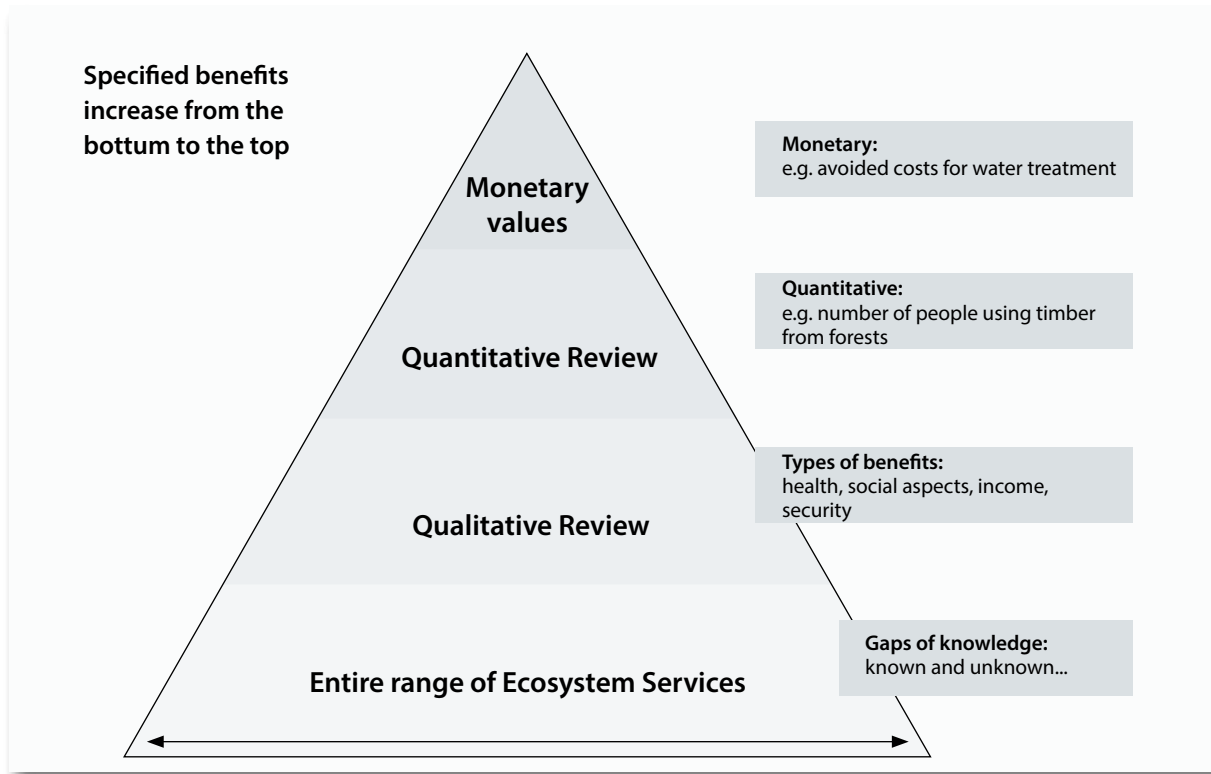 Specified benefits
increase from the
bottum to the top
Monetary
values
Monetary:
e.g. avoided costs for water treatment
Quantitative Review
Quantitative:
e.g. number of people using timber
from forests
Qualitative Review
Types of benefits:
health, social aspects, income,
security
Entire range of Ecosystem Services
Gaps of knowledge:
known and unknown...